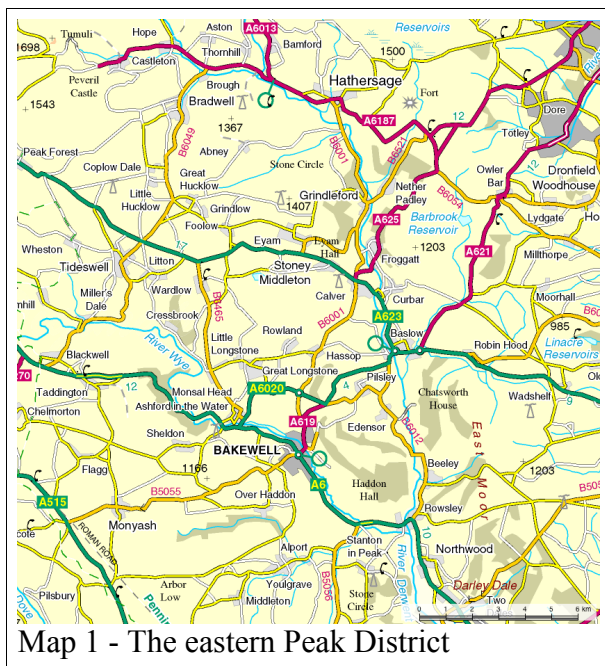 Tumuli
1698
Hope
Aston
A6013
Bamford
Reservoirs
Thornhill
1500
Castleton
Peveril
Castle
Brough
Hathersage
Fort
Bradwell
1543
1367
A6187
12
Dore
Totley
B6049
Abney
B6001
B6521
Peak Forest
Stone Circle
Coplow Dale
Great
Hucklow
Nether
Padley
Owler
Bar
Dronfield
Woodhouse
12
Little
Hucklow
Grindleford
B6054
1407
Grindlow
A625
Barbrook
Reservoir
Lydgate
Foolow
Eyam
Eyam
Hall
1203
A621
Millthorpe
Wheston
17
Litton
Froggatt
Tideswell
Stoney
Middleton
Wardlow
Moorhall
Miller's
Dale
Calver
Curbar
Cressbrook
B6465
A623
985
B6001
Rowland
Baslow
Linacre
Reservoirs
River Wye
Little
Longstone
Robin Hood
Blackwell
Hassop
Great Longstone
4
Pilsley
Taddington
12
Monsal Head
A6020
Chatsworth
House
Wadshelf
9
Chelmorton
Ashford in the Water
A619
Edensor
B6012
Sheldon
BAKEWELL
East Moor
Beeley
1203
Flagg
1166
A6
Haddon
Hall
B5055
Over Haddon
A515
Rowsley
ROMAN ROAD
Monyash
Stanton
in Peak
10
Northwood
Alport
River Derwent
Arbor
Low
Youlgrave
B5056
Darley Dale
Pilsbury
Middleton
Stone
Circle
Two
Dove
0 1 2 3 4 5 6 km
Map 1 - The eastern Peak District